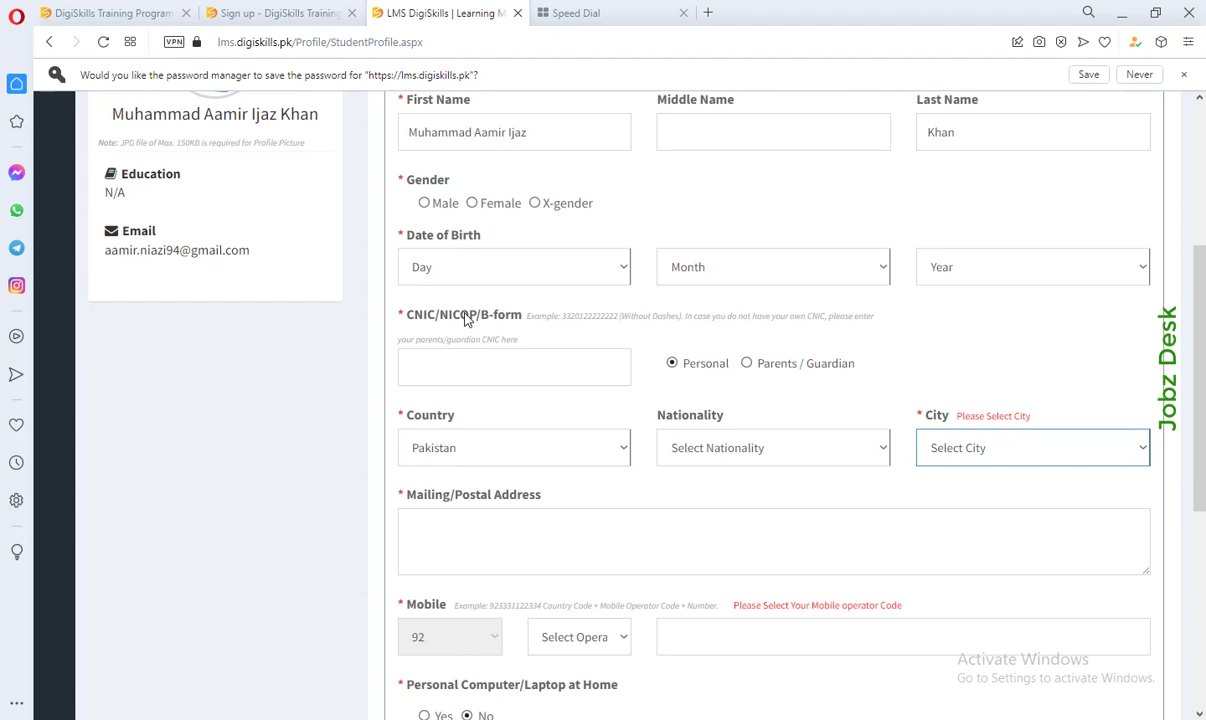 DigiSkills Training Program
Sign up - DigiSkills Training
LMS DigiSkills | Learning M
Speed Dial
VPN
lms.digiskills.pk/Profile/StudentProfile.aspx
Would you like the password manager to save the password for "https://lms.digiskills.pk"?
Save
Never
Muhammad Aamir Ijaz Khan
Note: JPG file of Max. 150KB is required for Profile Picture
Education
N/A
Email
aamir.niazi94@gmail.com
* First Name
Middle Name
Last Name
Muhammad Aamir Ijaz
Khan
* Gender
Male
Female
X-gender
* Date of Birth
Day
Month
Year
* CNIC/NICOP/B-form Example: 3320122222222 (Without Dashes). In case you do not have your own CNIC, please enter
your parents/guardian CNIC here
Personal
Parents / Guardian
* Country
Nationality
* City Please Select City
Pakistan
Select Nationality
Select City
* Mailing/Postal Address
* Mobile Example: 923331122334 Country Code + Mobile Operator Code + Number. Please Select Your Mobile operator Code
92
Select Opera
* Personal Computer/Laptop at Home
Yes
No
Jobz Desk
Activate Windows
Go to Settings to activate Windows.